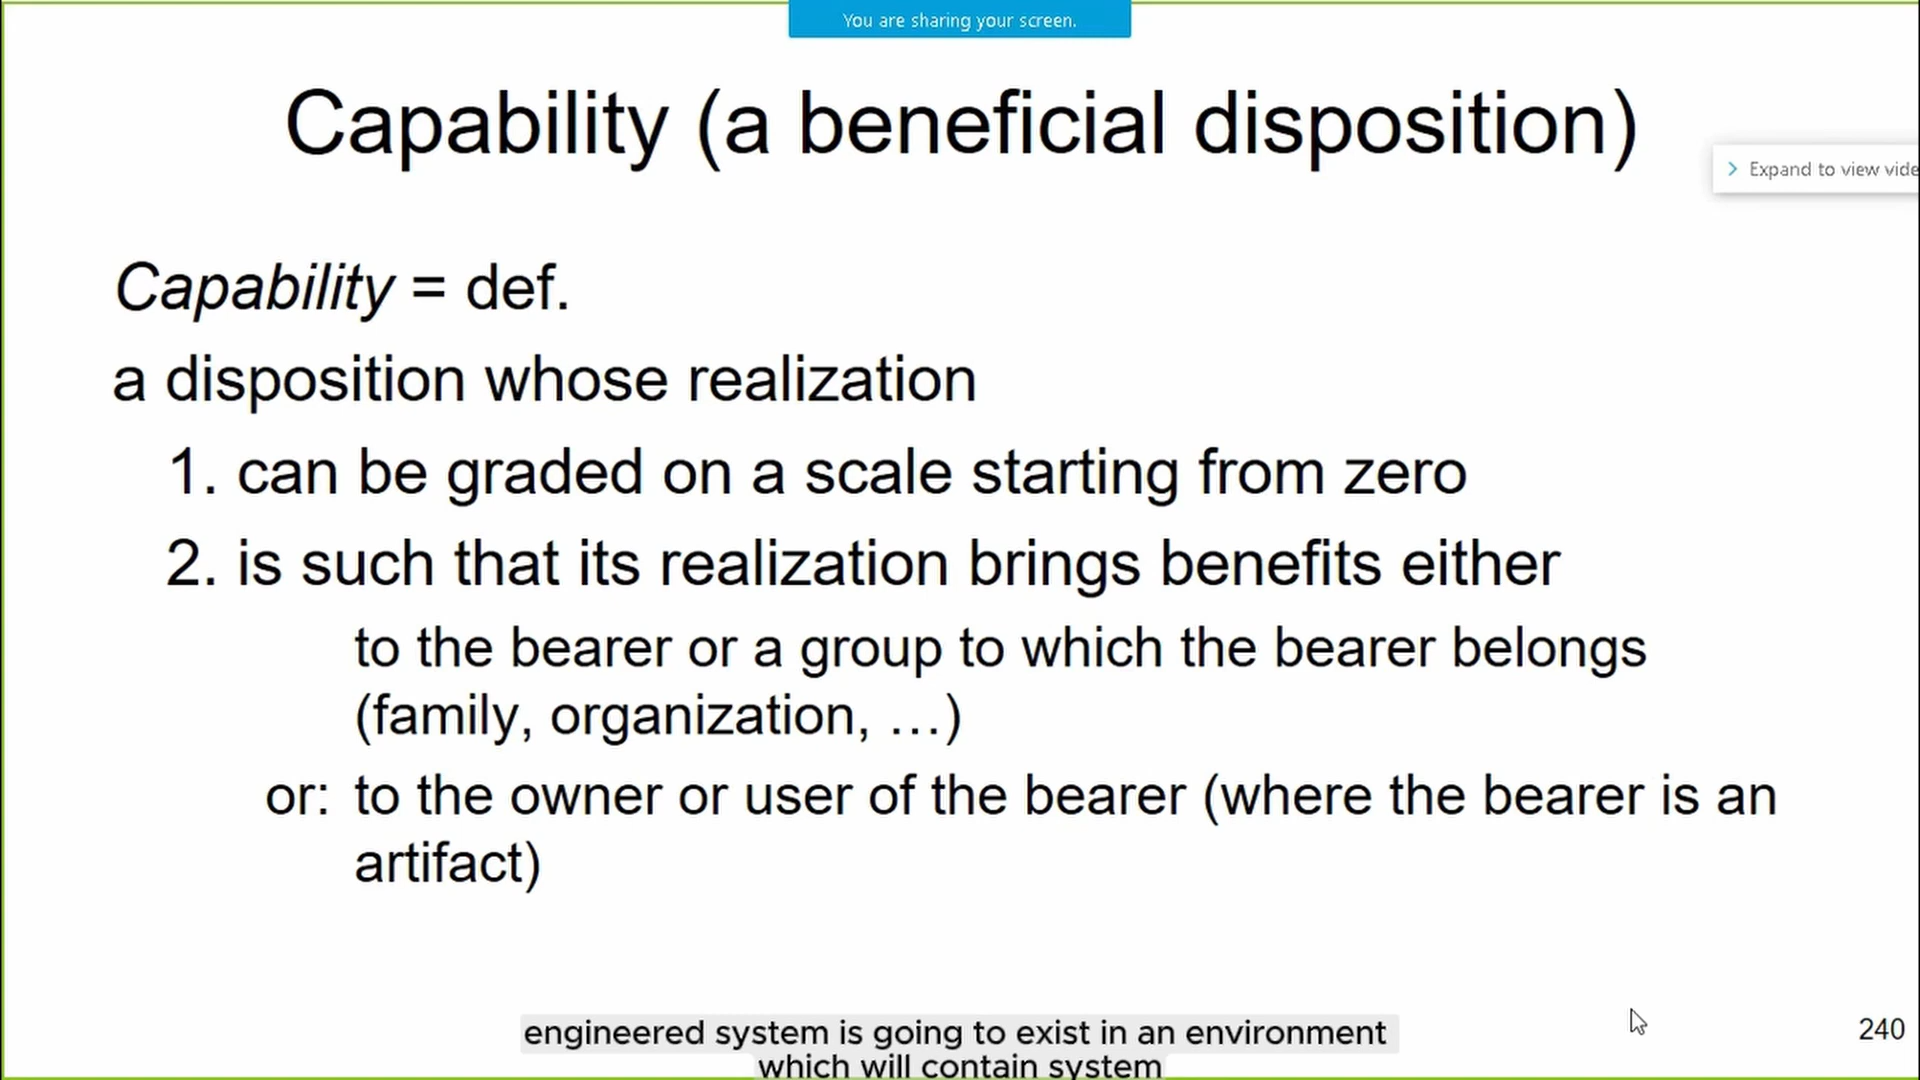 You are sharing your screen.
Capability (a beneficial disposition)
Expand to view vide
Capability = def.
a disposition whose realization
1. can be graded on a scale starting from zero
2. is such that its realization brings benefits either
to the bearer or a group to which the bearer belongs
(family, organization, …)
or: to the owner or user of the bearer (where the bearer is an
artifact)
engineered system is going to exist in an environment
which will contain system
240